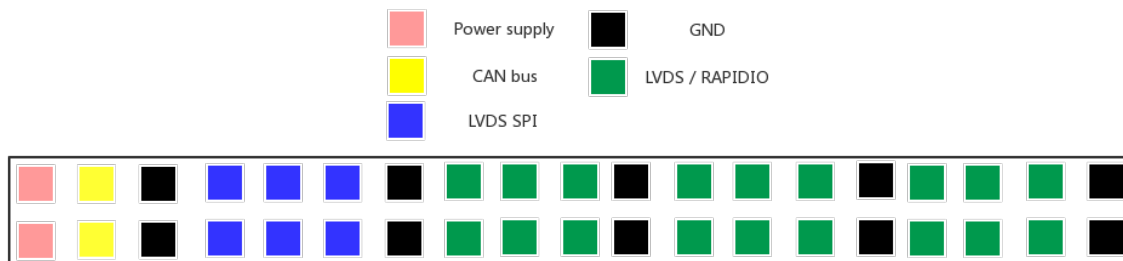 Power supply
GND
CAN bus
LVDS / RAPIDIO
LVDS SPI